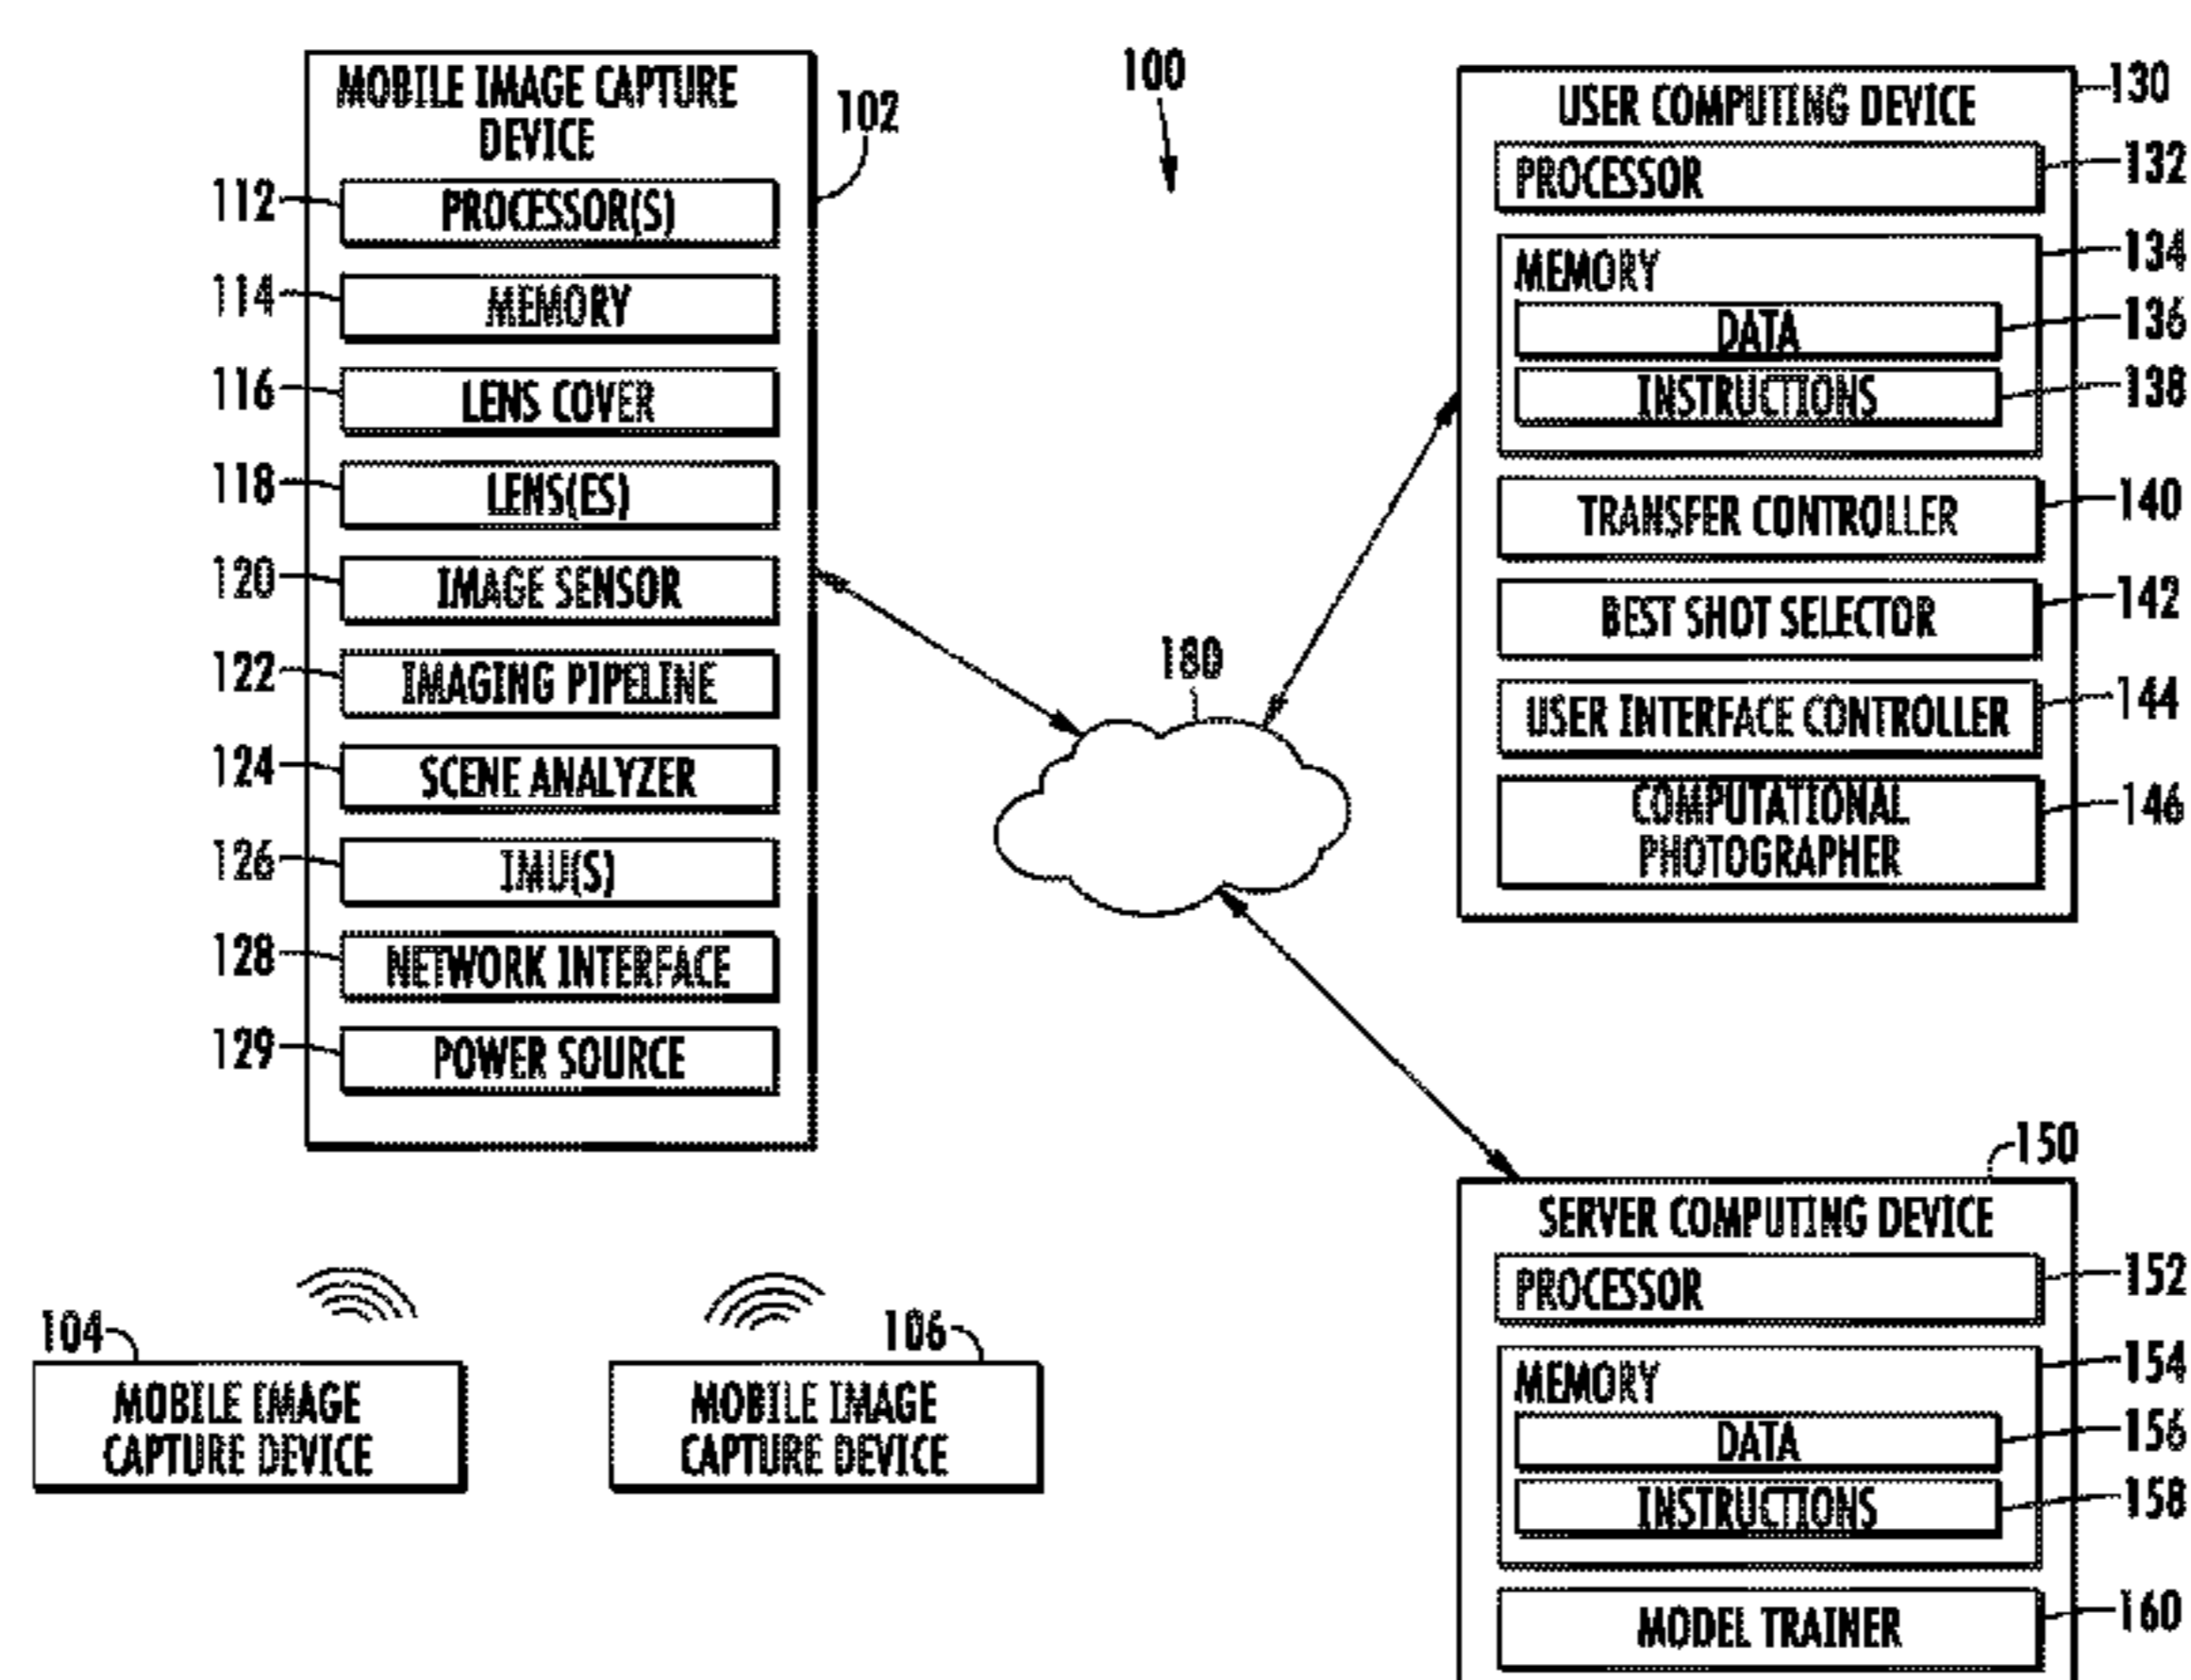 100
MOBILE IMAGE CAPTURE
DEVICE
102
112
PROCESSOR(S)
114
MEMORY
116
LENS COVER
118
LENS(ES)
120
IMAGE SENSOR
122
IMAGING PIPELINE
124
SCENE ANALYZER
126
IMU(S)
128
NETWORK INTERFACE
129
POWER SOURCE
104
MOBILE IMAGE
CAPTURE DEVICE
106
MOBILE IMAGE
CAPTURE DEVICE
180
130
USER COMPUTING DEVICE
PROCESSOR
132
MEMORY
134
DATA
136
INSTRUCTIONS
138
TRANSFER CONTROLLER
140
BEST SHOT SELECTOR
142
USER INTERFACE CONTROLLER
144
COMPUTATIONAL
PHOTOGRAPHER
146
150
SERVER COMPUTING DEVICE
PROCESSOR
152
MEMORY
154
DATA
156
INSTRUCTIONS
158
MODEL TRAINER
160